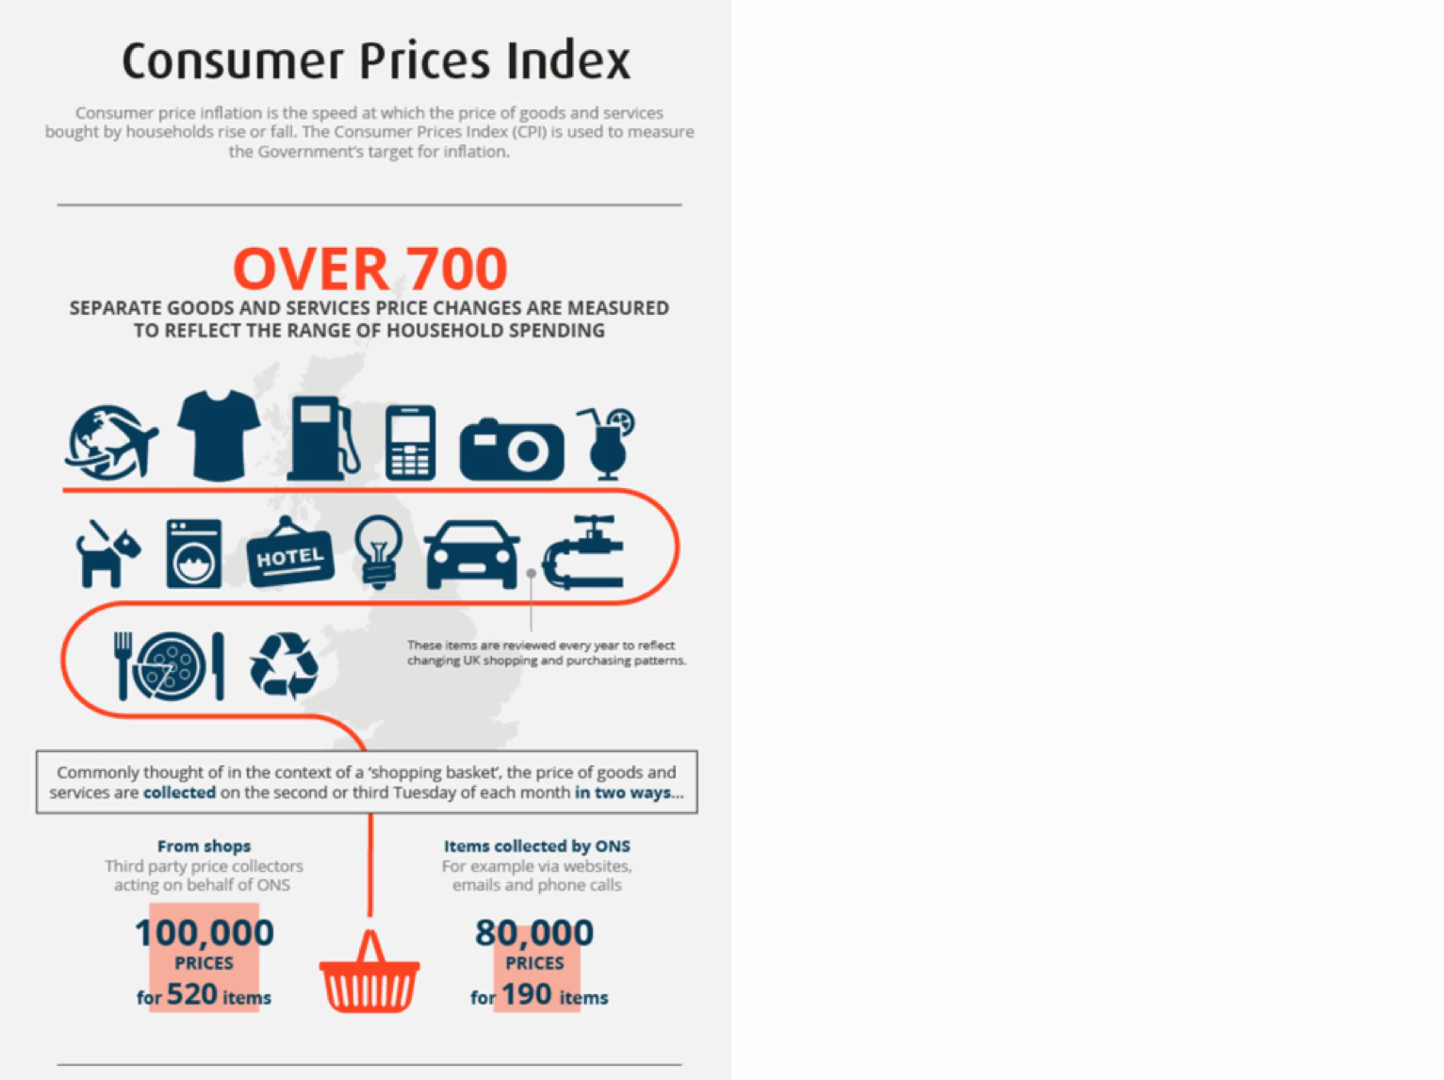 Consumer Prices Index
Consumer price inflation is the speed at which the price of goods and services
bought by households rise or fall. The Consumer Prices Index (CPI) is used to measure
the Government's target for inflation.
OVER 700
SEPARATE GOODS AND SERVICES PRICE CHANGES ARE MEASURED
TO REFLECT THE RANGE OF HOUSEHOLD SPENDING
HOTEL
These items are reviewed every year to reflect
changing UK shopping and purchasing patterns.
Commonly thought of in the context of a 'shopping basket', the price of goods and
services are collected on the second or third Tuesday of each month in two ways...
From shops
Third party price collectors
acting on behalf of ONS
100,000
PRICES
for 520 items
Items collected by ONS
For example via websites,
emails and phone calls
80,000
PRICES
for 190 items